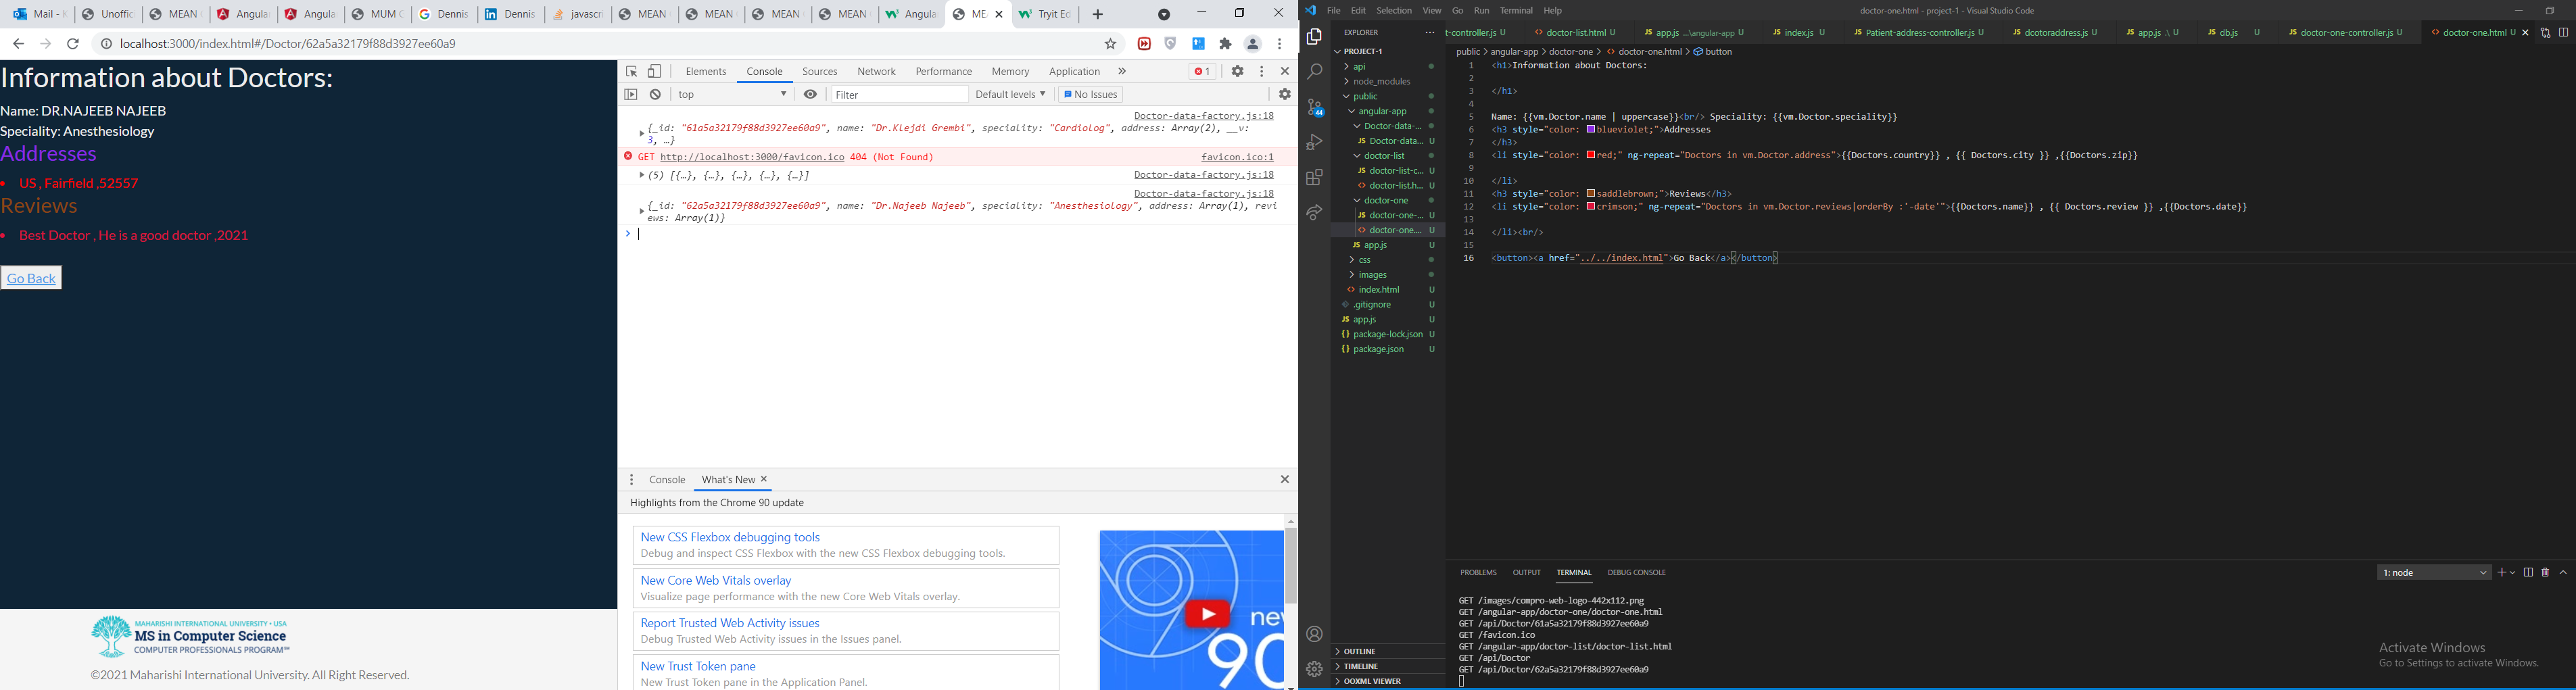 Mail - K
Unoffic
MEAN
Angular
Angular
MUM C
Dennis
Dennis
javascri
MEAN
MEAN
MEAN
MEAN
Angular
ME
Tryit Ed
localhost:3000/index.html#/Doctor/62a5a32179f88d3927ee60a9
Information about Doctors:
Name: DR.NAJEEB NAJEEB
Speciality: Anesthesiology
Addresses
US , Fairfield ,52557
Reviews
Best Doctor , He is a good doctor ,2021
Go Back
MAHARISHI INTERNATIONAL UNIVERSITY • USA
MS in Computer Science
COMPUTER PROFESSIONALS PROGRAM℠
©2021 Maharishi International University. All Right Reserved.
Elements Console Sources Network Performance Memory Application » 1
top Filter Default levels No Issues
Doctor-data-factory.js:18
{_id: "61a5a32179f88d3927ee60a9", name: "Dr.Klejdi Grembi", speciality: "Cardiolog", address: Array(2), __v:
3, …}
GET http://localhost:3000/favicon.ico 404 (Not Found) favicon.ico:1
(5) [{…}, {…}, {…}, {…}, {…}] Doctor-data-factory.js:18
Doctor-data-factory.js:18
{_id: "62a5a32179f88d3927ee60a9", name: "Dr.Najeeb Najeeb", speciality: "Anesthesiology", address: Array(1), revi
ews: Array(1)}
Console What's New
Highlights from the Chrome 90 update
New CSS Flexbox debugging tools
Debug and inspect CSS Flexbox with the new CSS Flexbox debugging tools.
New Core Web Vitals overlay
Visualize page performance with the new Core Web Vitals overlay.
Report Trusted Web Activity issues
Debug Trusted Web Activity issues in the Issues panel.
New Trust Token pane
New Trust Token pane in the Application Panel.
new
90
File Edit Selection View Go Run Terminal Help
doctor-one.html - project-1 - Visual Studio Code
EXPLORER ···
PROJECT-1
api
node_modules
public
angular-app
Doctor-data-...
JS Doctor-data... U
doctor-list
JS doctor-list-c... U
doctor-list.h... U
doctor-one
JS doctor-one-... U
doctor-one.... U
JS app.js U
css
images
index.html U
.gitignore U
JS app.js U
{} package-lock.json U
{} package.json U
OUTLINE
TIMELINE
OOXML VIEWER
44
t-controller.js U
doctor-list.html U
JS app.js ...\angular-app U
JS index.js U
JS Patient-address-controller.js U
JS dcotoraddress.js U
JS app.js .\ U
JS db.js U
JS doctor-one-controller.js U
doctor-one.html U
public > angular-app > doctor-one > doctor-one.html > button
1 <h1>Information about Doctors:
2
3 </h1>
4
5 Name: {{vm.Doctor.name | uppercase}}<br/> Speciality: {{vm.Doctor.speciality}}
6 <h3 style="color: blueviolet;">Addresses
7 </h3>
8 <li style="color: red;" ng-repeat="Doctors in vm.Doctor.address">{{Doctors.country}} , {{ Doctors.city }} ,{{Doctors.zip}}
9
10 </li>
11 <h3 style="color: saddlebrown;">Reviews</h3>
12 <li style="color: crimson;" ng-repeat="Doctors in vm.Doctor.reviews|orderBy :'-date'">{{Doctors.name}} , {{ Doctors.review }} ,{{Doctors.date}}
13
14 </li><br/>
15
16 <button><a href="../../index.html">Go Back</a></button>
PROBLEMS OUTPUT TERMINAL DEBUG CONSOLE 1: node
GET /images/compro-web-logo-442x112.png
GET /angular-app/doctor-one/doctor-one.html
GET /api/Doctor/61a5a32179f88d3927ee60a9
GET /favicon.ico
GET /angular-app/doctor-list/doctor-list.html
GET /api/Doctor
GET /api/Doctor/62a5a32179f88d3927ee60a9
Activate Windows
Go to Settings to activate Windows.